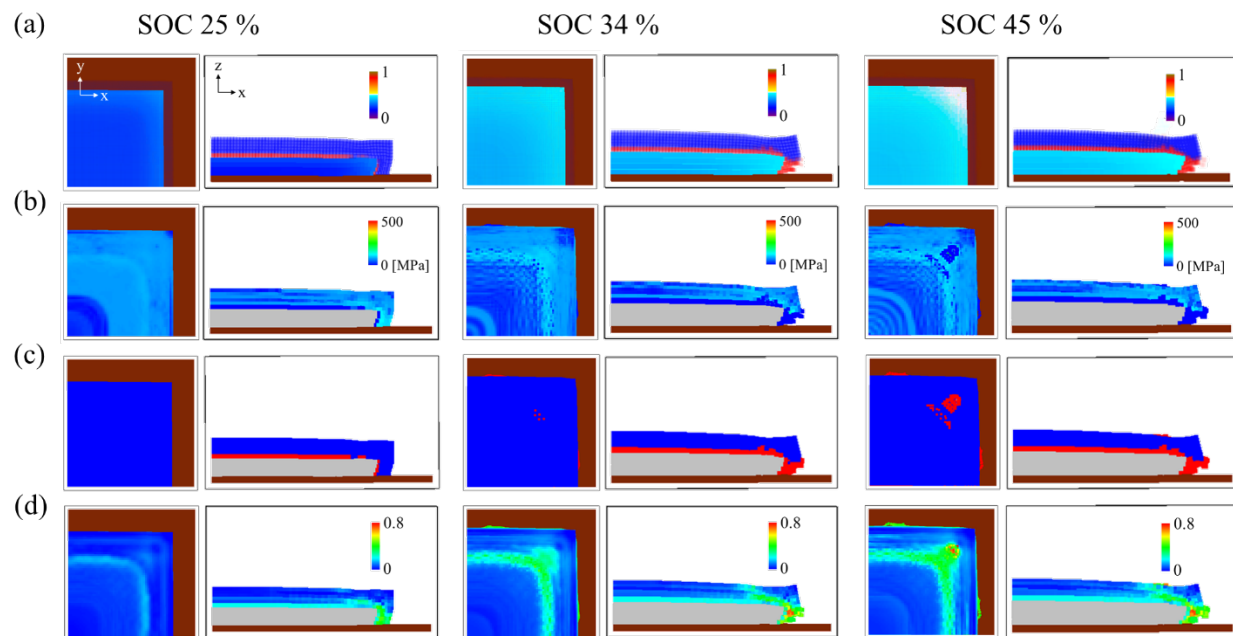 (a) SOC 25 % SOC 34 % SOC 45 %
y x z x 1 0 1 0 1 0
(b)
500 0 [MPa] 500 0 [MPa] 500 0 [MPa]
(c)
(d)
0.8 0 0.8 0 0.8 0